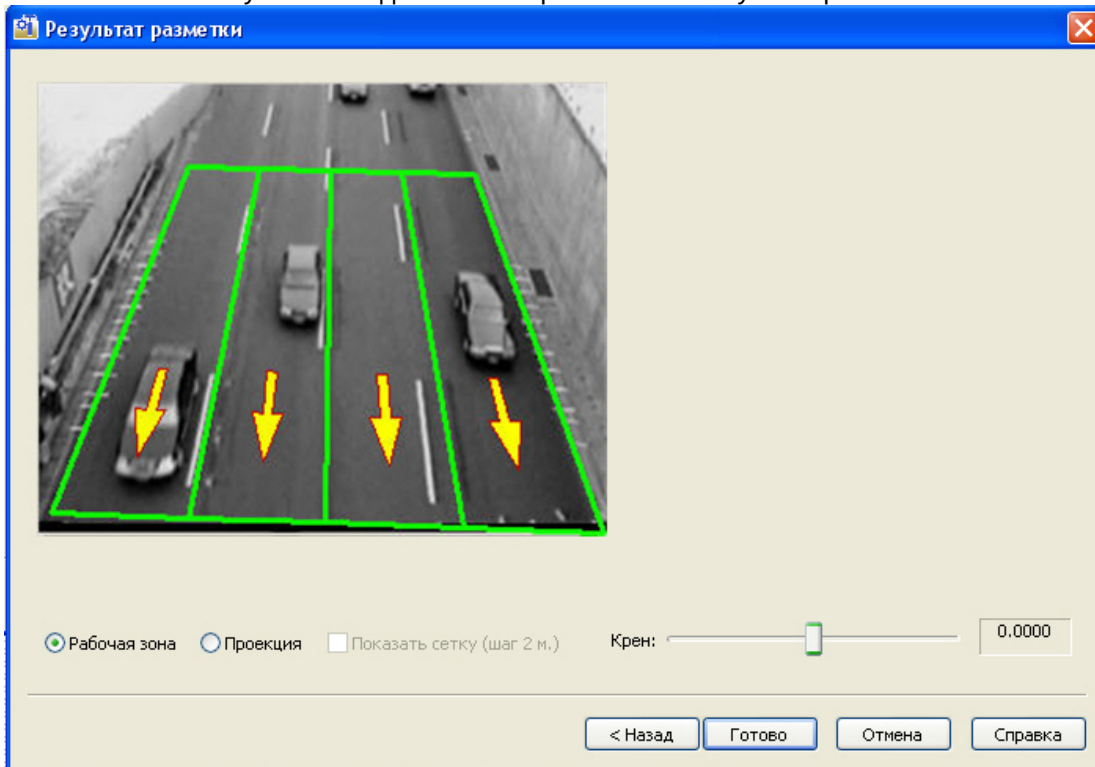 Результат разметки
Рабочая зона Проекция Показать сетку (шаг 2 м.) Крен: 0.0000
< Назад Готово Отмена Справка